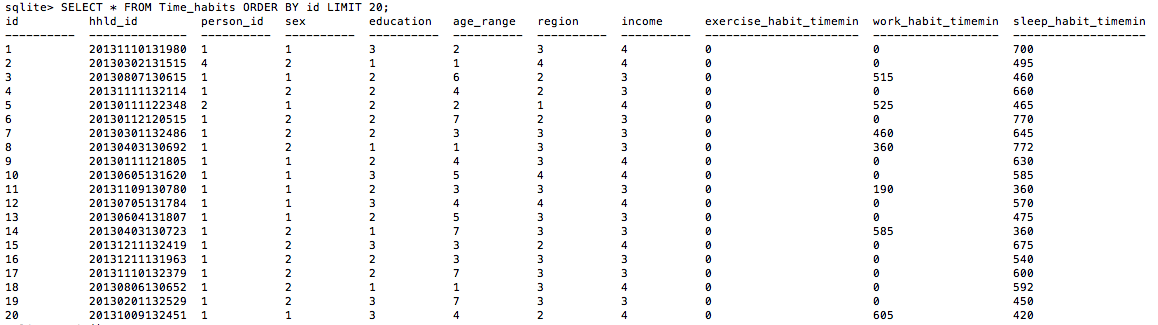 sqlite> SELECT * FROM Time_habits ORDER BY id LIMIT 20;
id hhld_id person_id sex education age_range region income exercise_habit_timemin work_habit_timemin sleep_habit_timemin
---------- -------------- ---------- ---------- ---------- ---------- ---------- ---------- ---------------------- ------------------ -------------------
1 20131110131980 1 1 3 2 3 4 0 0 700
2 20130302131515 4 2 1 1 4 4 0 0 495
3 20130807130615 1 1 2 6 2 3 0 515 460
4 20131111132114 1 2 2 4 2 4 0 0 660
5 20130111122348 2 1 2 2 1 4 0 525 465
6 20130112120515 1 2 2 7 2 3 0 0 770
7 20130301132486 1 2 2 3 3 3 0 460 645
8 20130403130692 1 2 1 1 3 3 0 360 772
9 20130111121805 1 1 2 4 3 4 0 0 630
10 20130605131620 1 1 3 5 4 4 0 0 585
11 20131109130780 1 1 2 3 3 3 0 190 360
12 20130705131784 1 1 3 4 4 4 0 0 570
13 20130604131807 1 1 2 5 3 3 0 0 475
14 20130403130723 1 2 1 7 3 3 0 585 360
15 20131211132419 1 2 3 3 2 4 0 0 675
16 20131211131963 1 2 2 3 3 3 0 0 540
17 20131110132379 1 2 2 7 3 3 0 0 600
18 20130806130652 1 2 1 1 3 4 0 0 592
19 20130201132529 1 2 3 7 3 3 0 0 450
20 20131009132451 1 1 3 4 2 4 0 605 420